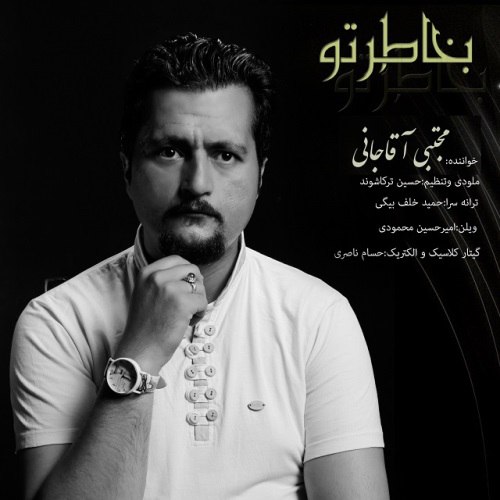 بخاطر تو
خواننده: مجتبی آقاجانی
ملودی وتنظیم:حسین ترکاشوند
ترانه سرا:حمید خلف بیگی
ویلن:امیرحسین محمودی
گیتار کلاسیک و الکتریک:حسام ناصری